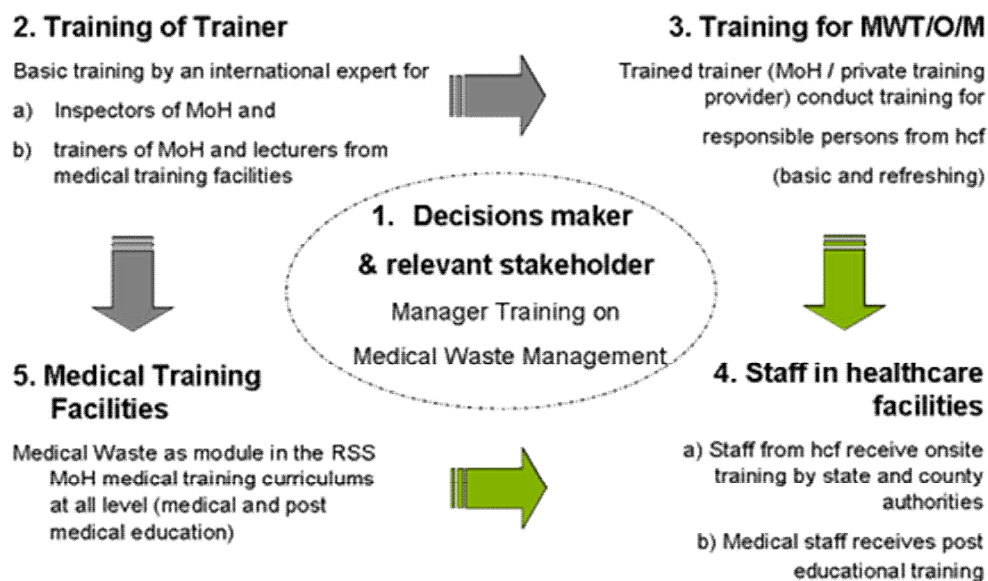 2. Training of Trainer
Basic training by an international expert for
a) Inspectors of MoH and
b) trainers of MoH and lecturers from
medical training facilities
3. Training for MWT/O/M
Trained trainer (MoH / private training
provider) conduct training for
responsible persons from hcf
(basic and refreshing)
1. Decisions maker
& relevant stakeholder
Manager Training on
Medical Waste Management
5. Medical Training
Facilities
Medical Waste as module in the RSS
MoH medical training curriculums
at all level (medical and post
medical education)
4. Staff in healthcare
facilities
a) Staff from hcf receive onsite
training by state and county
authorities
b) Medical staff receives post
educational training